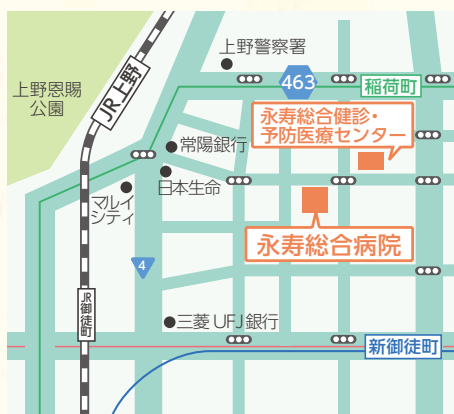 上野警察署
463
稲荷町
上野恩賜
公園
JR上野
永寿総合健診・
予防医療センター
常陽銀行
日本生命
マルイ
シティ
永寿総合病院
4
JR御徒町
三菱UFJ銀行
新御徒町